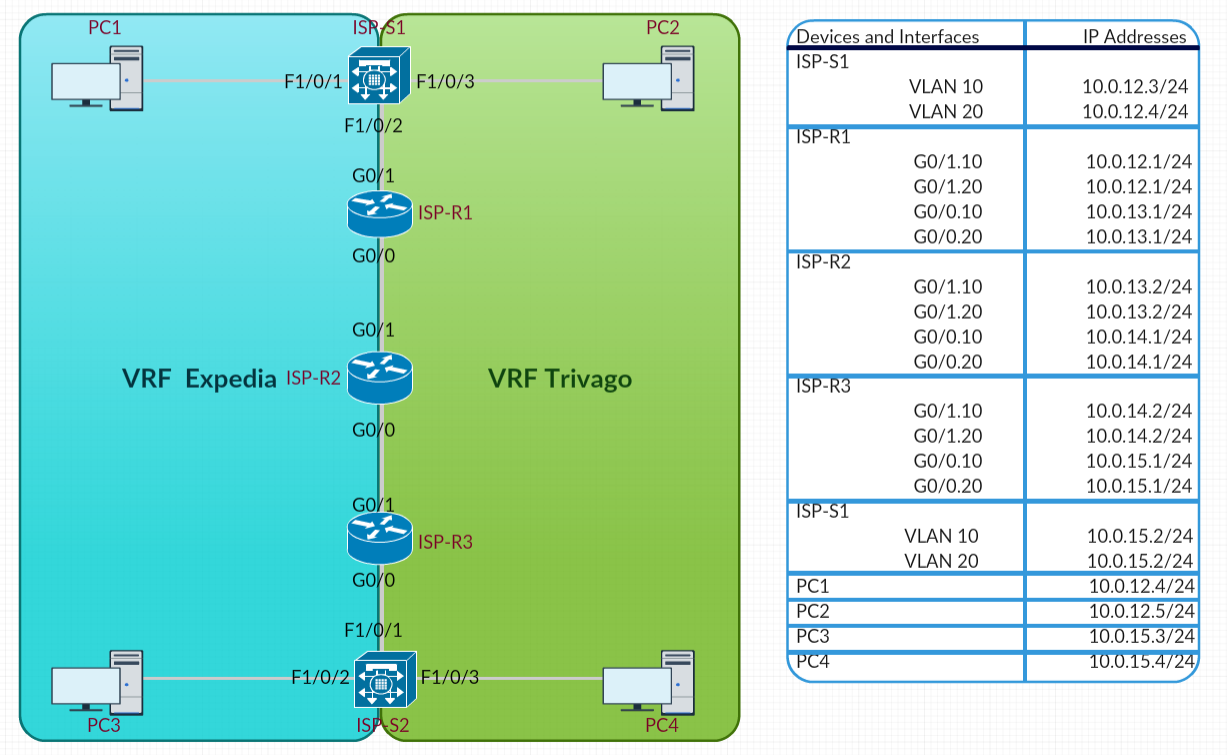 PC1
ISP-S1
PC2
F1/0/1
F1/0/3
F1/0/2
G0/1
ISP-R1
G0/0
G0/1
VRF Expedia
ISP-R2
VRF Trivago
G0/0
G0/1
ISP-R3
G0/0
F1/0/1
F1/0/2
F1/0/3
PC3
ISP-S2
PC4
Devices and Interfaces IP Addresses
ISP-S1
VLAN 10 10.0.12.3/24
VLAN 20 10.0.12.4/24
ISP-R1
G0/1.10 10.0.12.1/24
G0/1.20 10.0.12.1/24
G0/0.10 10.0.13.1/24
G0/0.20 10.0.13.1/24
ISP-R2
G0/1.10 10.0.13.2/24
G0/1.20 10.0.13.2/24
G0/0.10 10.0.14.1/24
G0/0.20 10.0.14.1/24
ISP-R3
G0/1.10 10.0.14.2/24
G0/1.20 10.0.14.2/24
G0/0.10 10.0.15.1/24
G0/0.20 10.0.15.1/24
ISP-S1
VLAN 10 10.0.15.2/24
VLAN 20 10.0.15.2/24
PC1 10.0.12.4/24
PC2 10.0.12.5/24
PC3 10.0.15.3/24
PC4 10.0.15.4/24